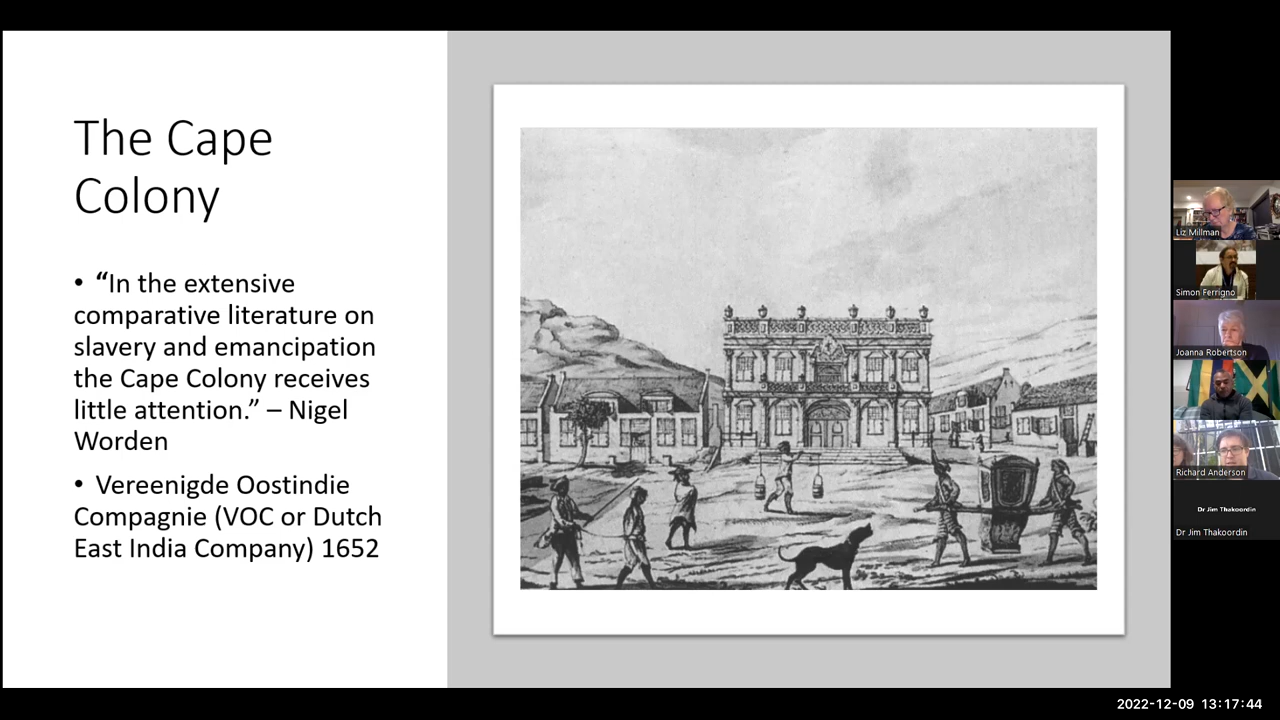 The Cape
Colony
• “In the extensive
comparative literature on
slavery and emancipation
the Cape Colony receives
little attention.” – Nigel
Worden
• Vereenigde Oostindie
Compagnie (VOC or Dutch
East India Company) 1652
Liz Millman
Simon Ferrigno
Joanna Robertson
Richard Anderson
Dr Jim Thakoordin
Dr Jim Thakoordin
2022-12-09 13:17:44